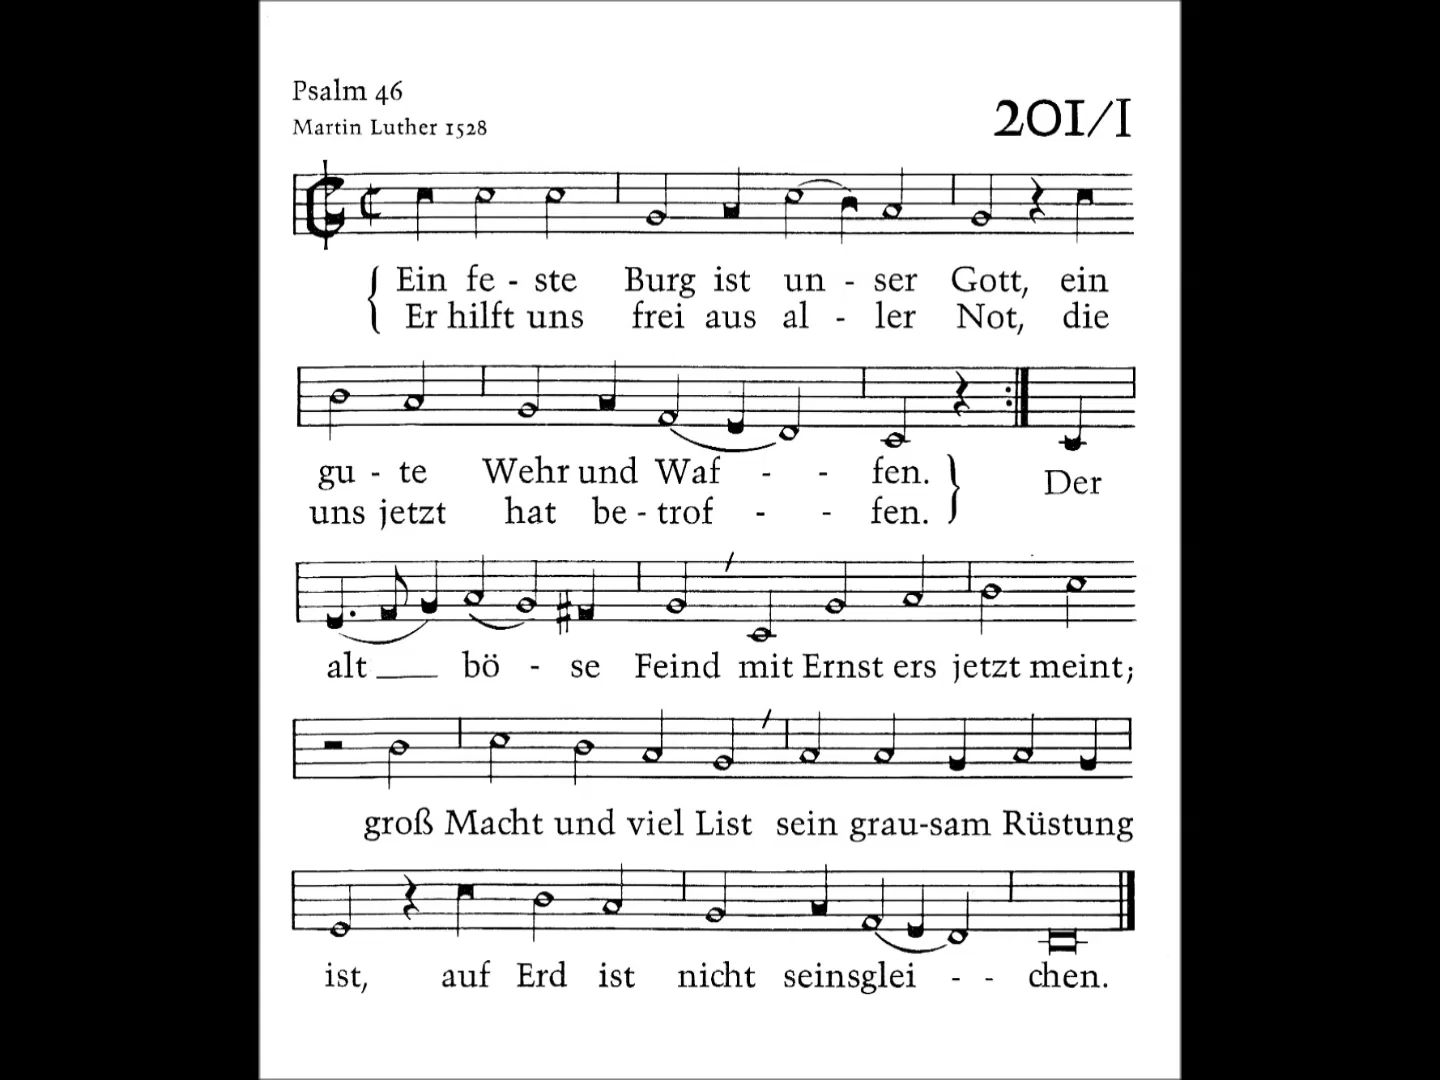 Psalm 46
Martin Luther 1528
201/I
Ein fe - ste Burg ist un - ser Gott, ein
Er hilft uns frei aus al - ler Not, die
gu - te Wehr und Waf - - fen. Der
uns jetzt hat be - trof - - fen.
alt ___ bö - se Feind mit Ernst ers jetzt meint;
groß Macht und viel List sein grau-sam Rüstung
ist, auf Erd ist nicht seinsglei - - chen.